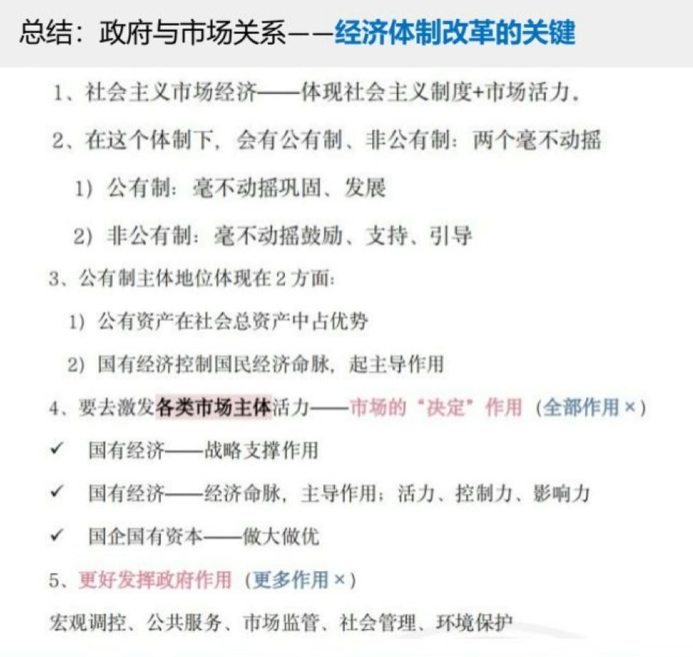 总结：政府与市场关系——经济体制改革的关键
1、社会主义市场经济——体现社会主义制度+市场活力。
2、在这个体制下，会有公有制、非公有制：两个毫不动摇
1）公有制：毫不动摇巩固、发展
2）非公有制：毫不动摇鼓励、支持、引导
3、公有制主体地位体现在2方面：
1）公有资产在社会总资产中占优势
2）国有经济控制国民经济命脉，起主导作用
4、要去激发各类市场主体活力——市场的“决定”作用（全部作用×）
✓ 国有经济——战略支撑作用
✓ 国有经济——经济命脉，主导作用；活力、控制力、影响力
✓ 国企国有资本——做大做优
5、更好发挥政府作用（更多作用×）
宏观调控、公共服务、市场监管、社会管理、环境保护